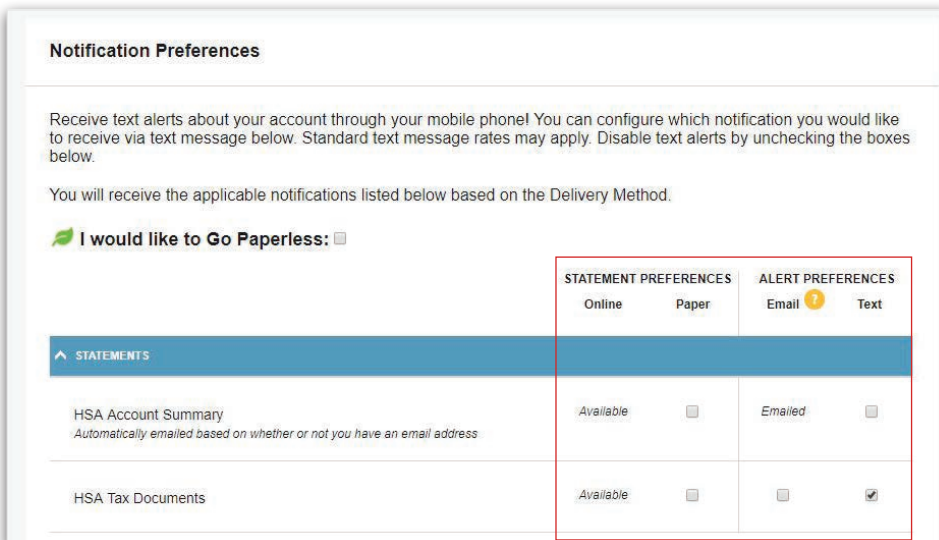 Notification Preferences
Receive text alerts about your account through your mobile phone! You can configure which notification you would like
to receive via text message below. Standard text message rates may apply. Disable text alerts by unchecking the boxes
below.
You will receive the applicable notifications listed below based on the Delivery Method.
I would like to Go Paperless:
STATEMENT PREFERENCES ALERT PREFERENCES
Online Paper Email ? Text
STATEMENTS
HSA Account Summary Available Emailed
Automatically emailed based on whether or not you have an email address
HSA Tax Documents Available